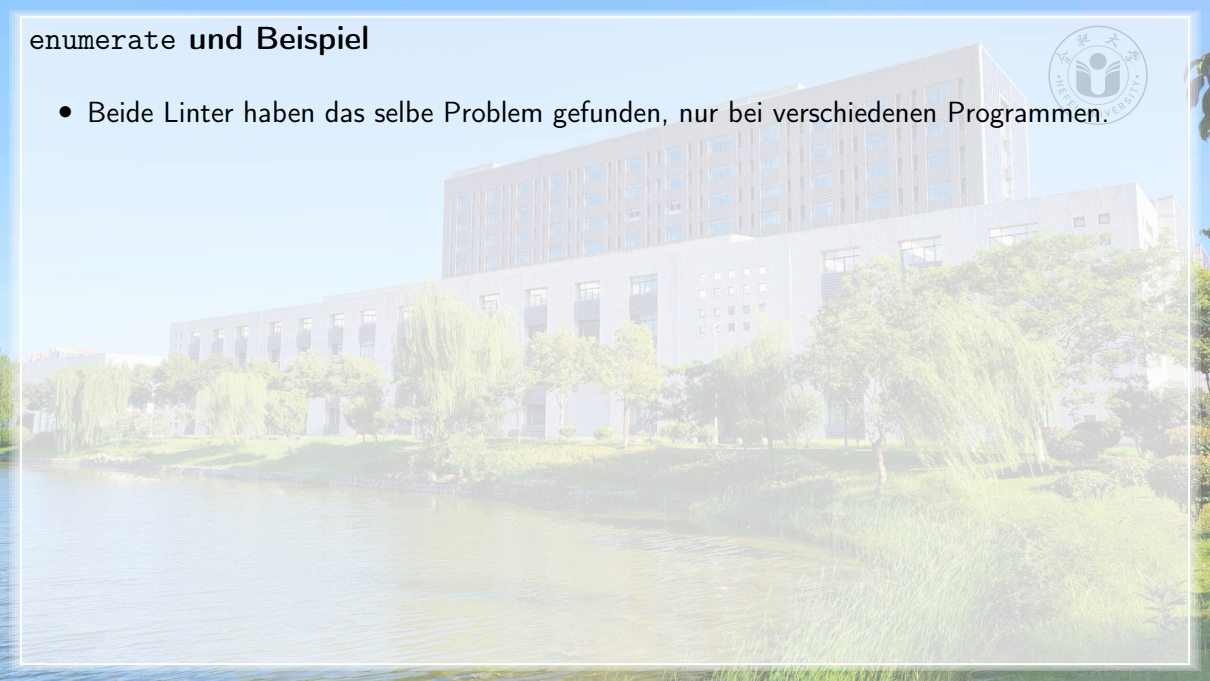 enumerate und Beispiel
• Beide Linter haben das selbe Problem gefunden, nur bei verschiedenen Programmen.